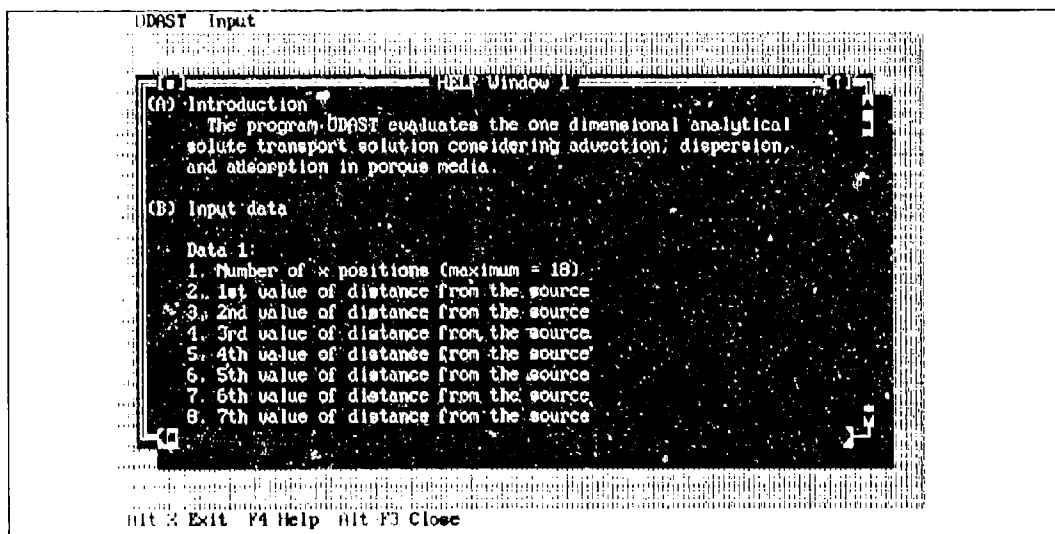 ODAST Input
HELP Window 1
(A) Introduction
The program ODAST evaluates the one dimensional analytical
solute transport solution considering advection, dispersion,
and adsorption in porous media.
(B) Input data
Data 1:
1. Number of x positions (maximum = 18)
2. 1st value of distance from the source
3. 2nd value of distance from the source
4. 3rd value of distance from the source
5. 4th value of distance from the source
6. 5th value of distance from the source
7. 6th value of distance from the source
8. 7th value of distance from the source
Alt X Exit F4 Help Alt F3 Close